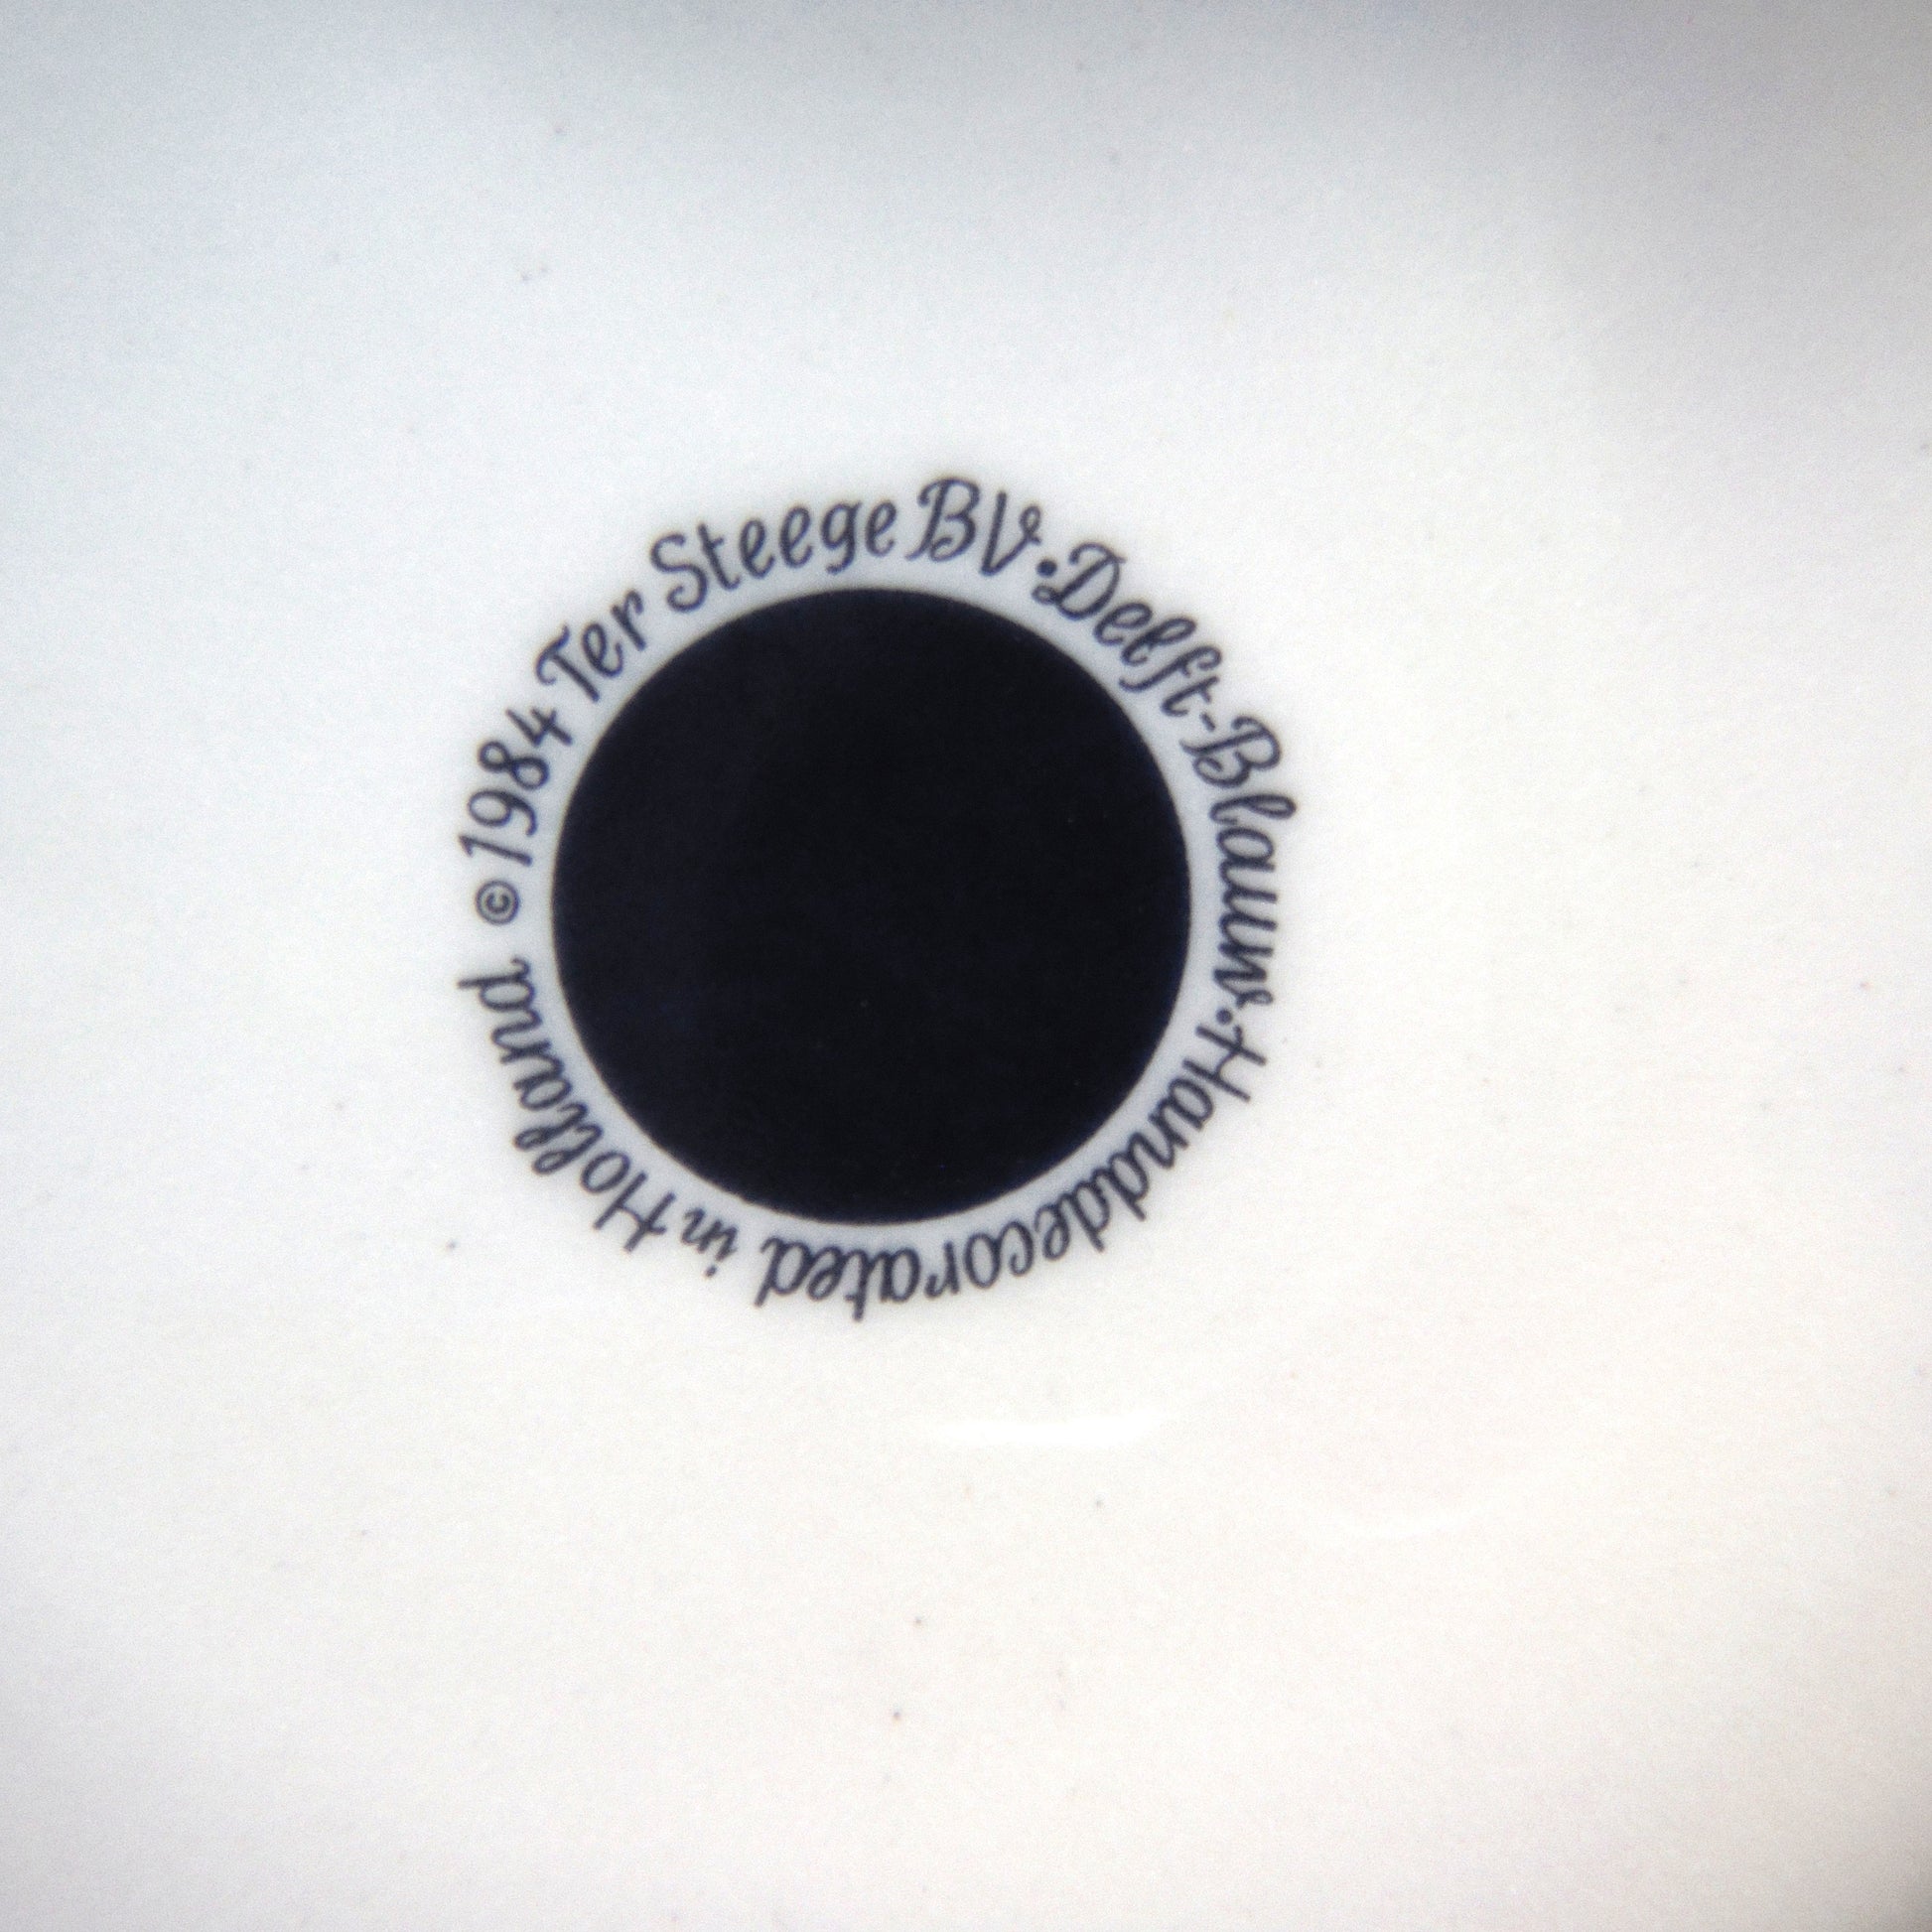 ©1984 Ter Steege BV•Delft-Blauw•Handdecorated in Holland